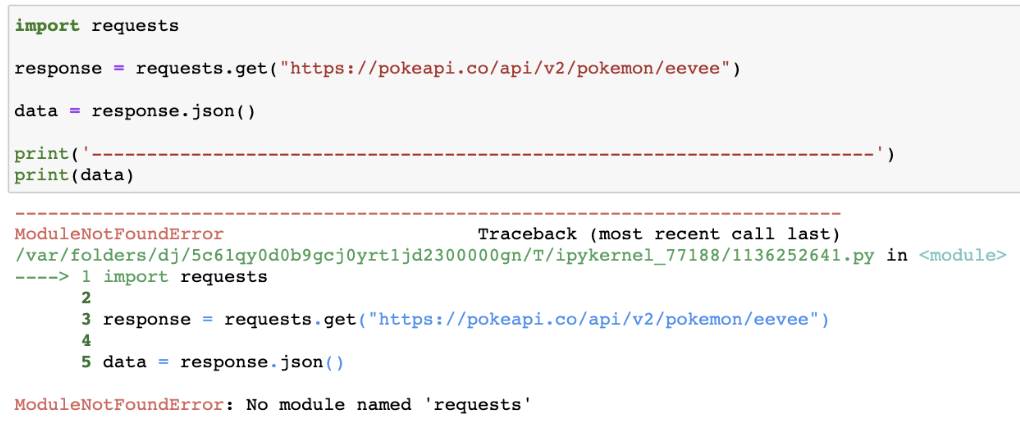 import requests
response = requests.get("https://pokeapi.co/api/v2/pokemon/eevee")
data = response.json()
print('-----------------------------------------------------------------------')
print(data)
---------------------------------------------------------------------------
ModuleNotFoundError                       Traceback (most recent call last)
/var/folders/dj/5c61qy0d0b9gcj0yrt1jd2300000gn/T/ipykernel_77188/1136252641.py in <module>
----> 1 import requests
      2
      3 response = requests.get("https://pokeapi.co/api/v2/pokemon/eevee")
      4
      5 data = response.json()
ModuleNotFoundError: No module named 'requests'